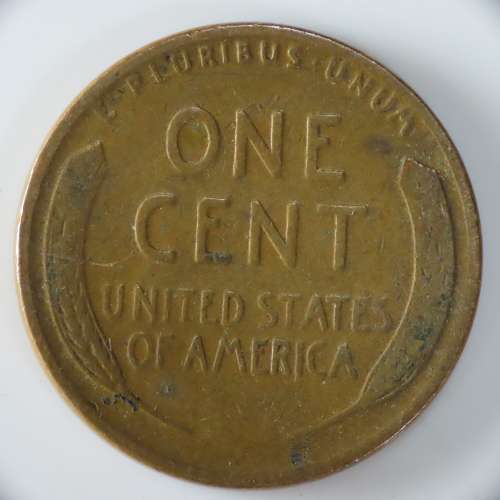 E·PLURIBUS·UNUM
ONE
CENT
UNITED STATES
OF AMERICA